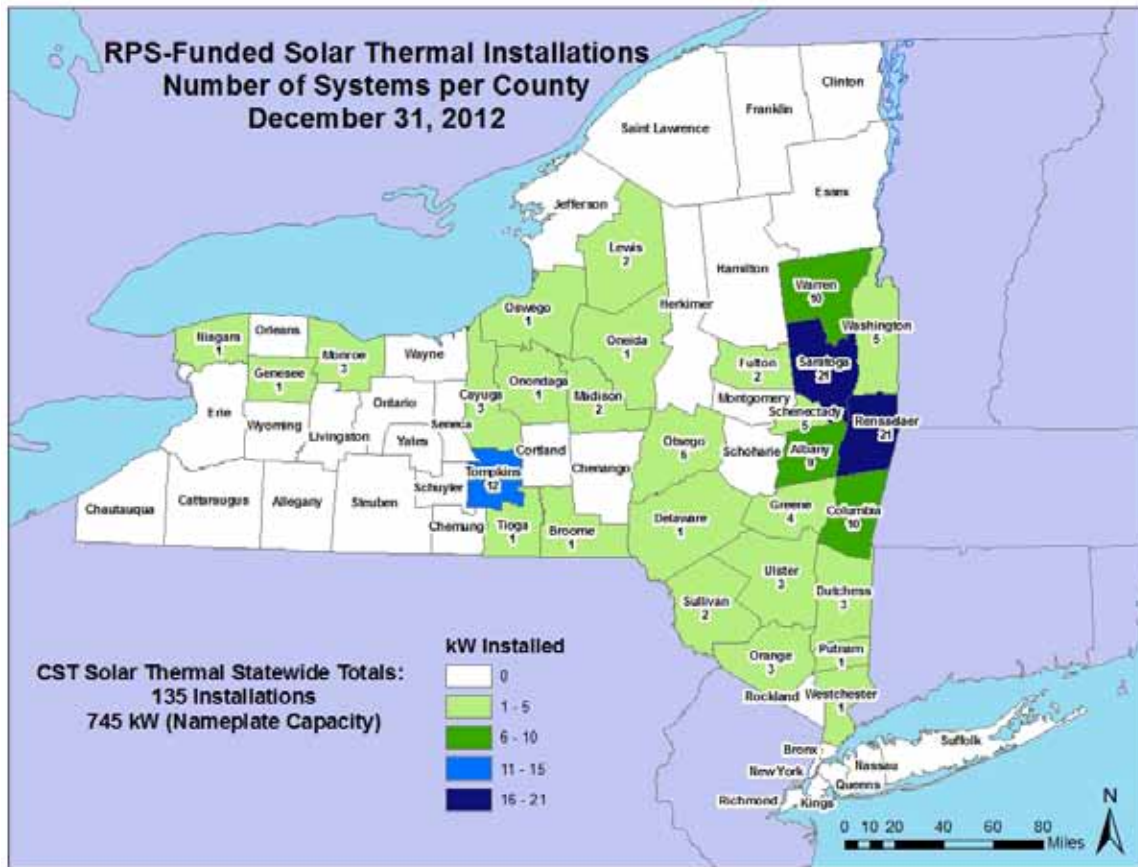 RPS-Funded Solar Thermal Installations
Number of Systems per County
December 31, 2012
Clinton
Franklin
Saint Lawrence
Essex
Jefferson
Lewis
2
Hamilton
Herkimer
Warren
10
Washington
5
Oswego
1
Oneida
1
Niagara
1
Orleans
Monroe
3
Wayne
Genesee
1
Fulton
2
Saratoga
21
Cayuga
3
Onondaga
1
Madison
2
Montgomery
Schenectady
5
Rensselaer
21
Erie
Wyoming
Livingston
Ontario
Yates
Seneca
Cortland
Otsego
Schoharie
Albany
9
Chenango
Tompkins
12
Schuyler
Chautauqua
Cattaraugus
Allegany
Steuben
Chemung
Tioga
1
Broome
1
Delaware
1
Greene
4
Columbia
10
Ulster
3
Dutchess
3
Sullivan
2
Orange
3
Putnam
1
Rockland
Westchester
1
Bronx
New York
Richmond
Kings
Queens
Nassau
Suffolk
CST Solar Thermal Statewide Totals:
135 Installations
745 kW (Nameplate Capacity)
kW Installed
0
1 - 5
6 - 10
11 - 15
16 - 21
N
0 10 20 40 60 80
Miles